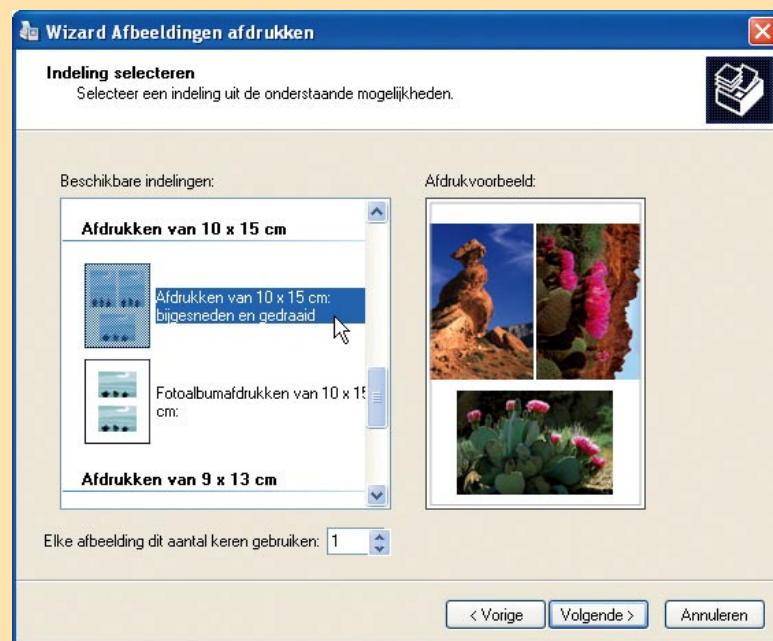 Wizard Afbeeldingen afdrukken
Indeling selecteren
Selecteer een indeling uit de onderstaande mogelijkheden.
Beschikbare indelingen:
Afdrukken van 10 x 15 cm
Afdrukken van 10 x 15 cm:
bijgesneden en gedraaid
Fotoalbumafdrukken van 10 x 15
cm:
Afdrukken van 9 x 13 cm
Elke afbeelding dit aantal keren gebruiken: 1
Afdrukvoorbeeld:
< Vorige
Volgende >
Annuleren